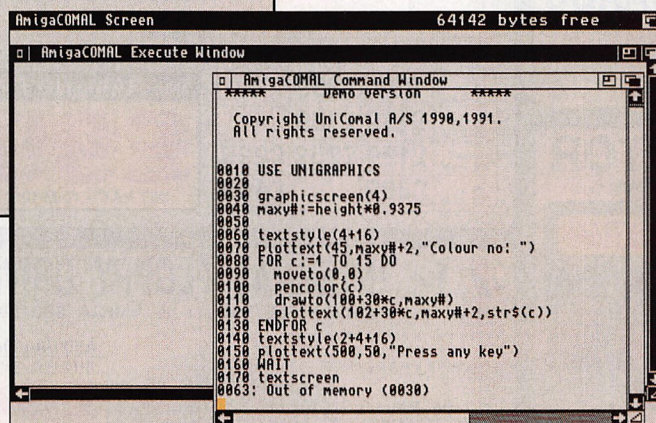 AmigaCOMAL Screen 64142 bytes free
AmigaCOMAL Execute Window
AmigaCOMAL Command Window
***** Demo version *****
Copyright UniComal A/S 1990,1991.
All rights reserved.
0010 USE UNIGRAPHICS
0020
0030 graphicscreen(4)
0040 maxy#:=height*0.9375
0050
0060 textstyle(4+16)
0070 plottext(45,maxy#+2,"Colour no: ")
0080 FOR c:=1 TO 15 DO
0090   moveto(0,0)
0100   pencolor(c)
0110   drawto(100+30*c,maxy#)
0120   plottext(102+30*c,maxy#+2,str$(c))
0130 ENDFOR c
0140 textstyle(2+4+16)
0150 plottext(500,50,"Press any key")
0160 WAIT
0170 textscreen
0063: Out of memory (0030)